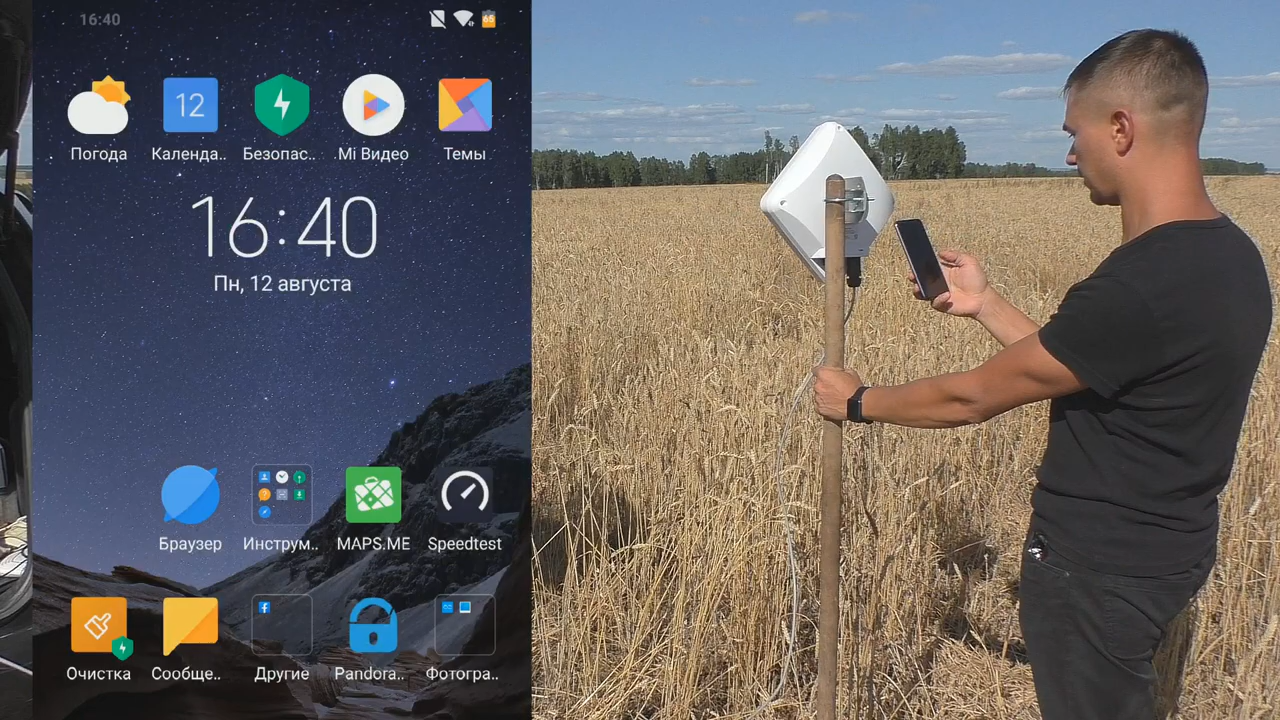 16:40
65
12
Погода
Календа..
Безопас..
Mi Видео
Темы
16:40
Пн, 12 августа
Браузер
Инструм..
MAPS.ME
Speedtest
Очистка
Сообще..
Другие
Pandora..
Фотогра..